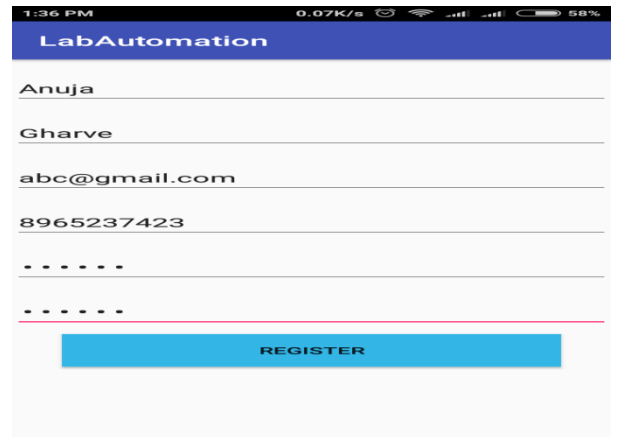 1:36 PM 0.07K/s 58%
LabAutomation
Anuja
Gharve
abc@gmail.com
8965237423
••••••
••••••
REGISTER